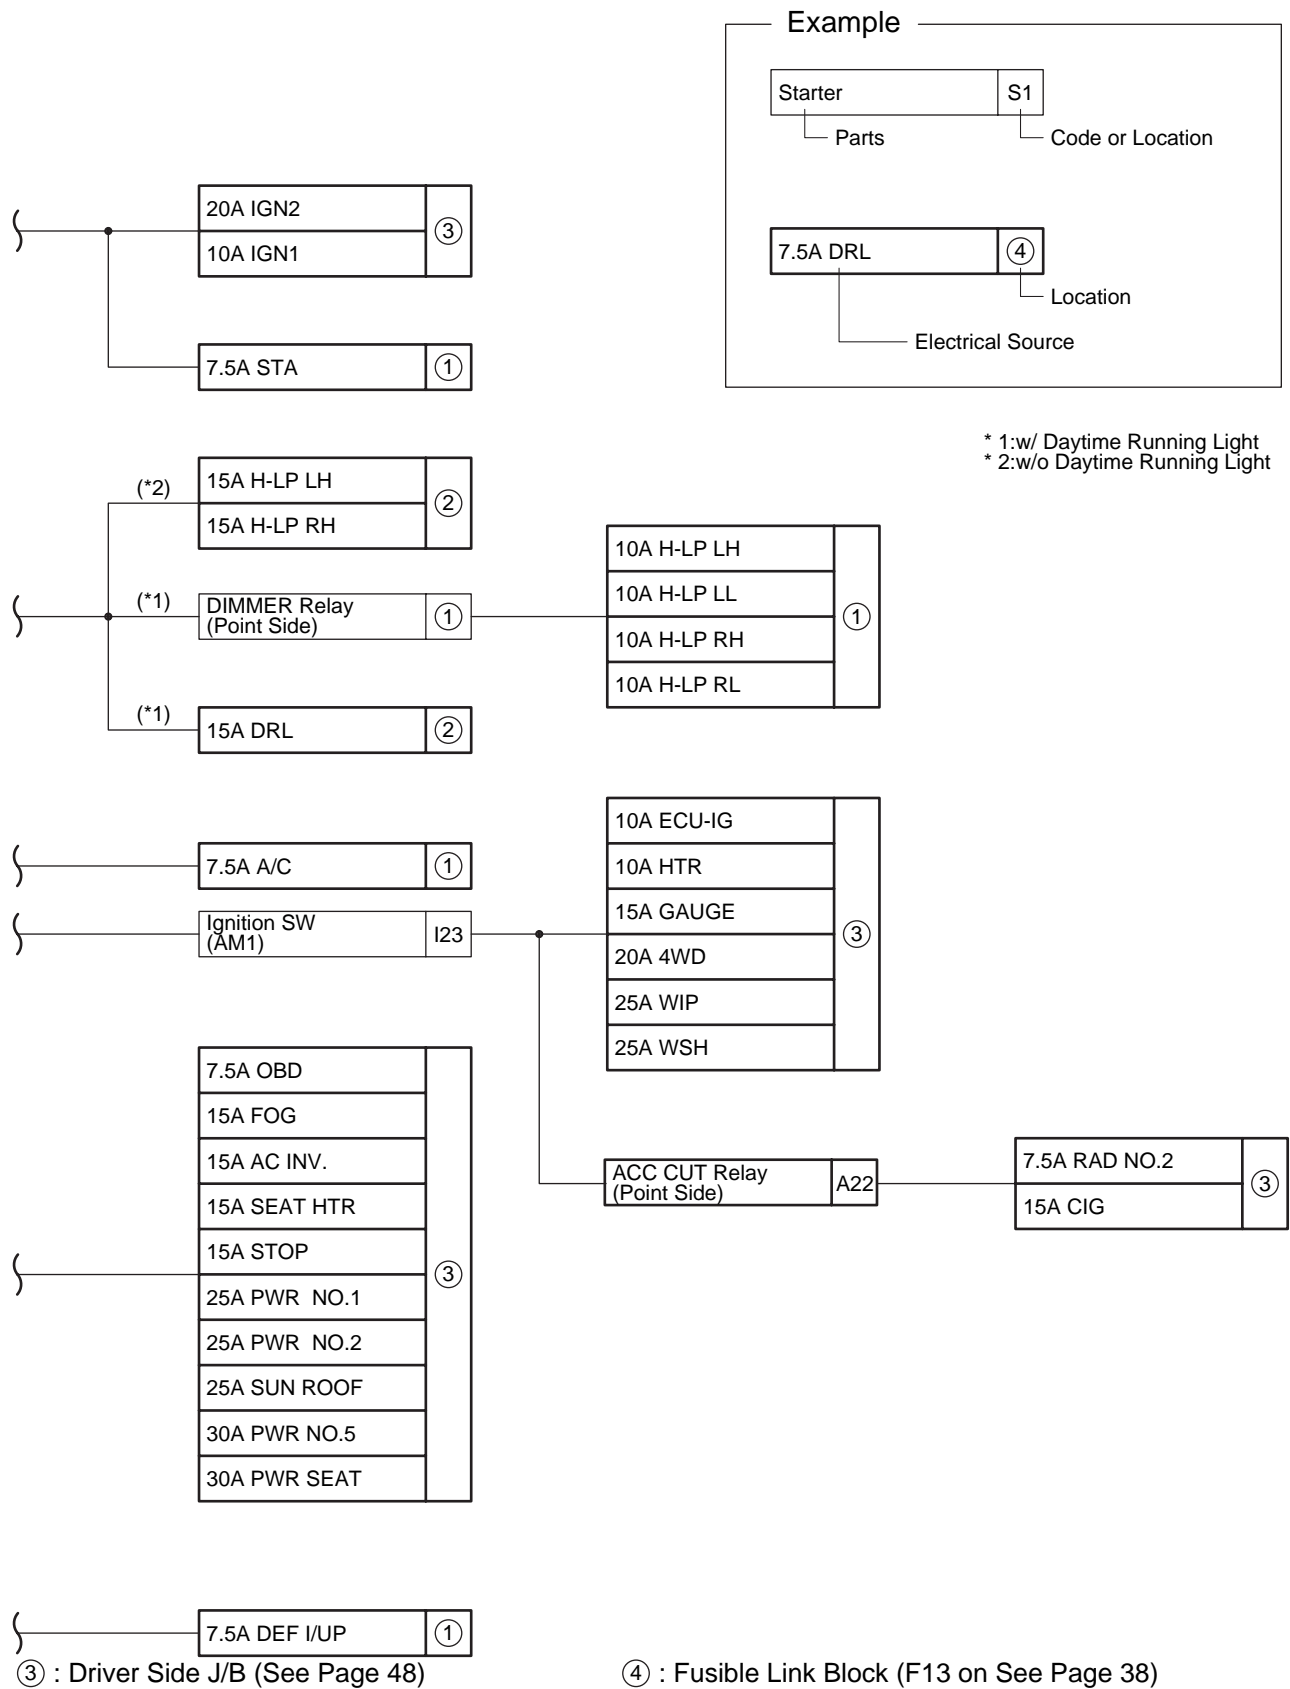 Example
Starter S1
Parts
Code or Location
7.5A DRL ④
Location
Electrical Source
20A IGN2
10A IGN1
③
7.5A STA ①
* 1:w/ Daytime Running Light
* 2:w/o Daytime Running Light
(*2)
15A H-LP LH
15A H-LP RH
②
(*1)
DIMMER Relay
(Point Side)
①
10A H-LP LH
10A H-LP LL
10A H-LP RH
10A H-LP RL
①
(*1)
15A DRL ②
7.5A A/C ①
Ignition SW
(AM1)
I23
10A ECU-IG
10A HTR
15A GAUGE
20A 4WD
25A WIP
25A WSH
③
ACC CUT Relay
(Point Side)
A22
7.5A RAD NO.2
15A CIG
③
7.5A OBD
15A FOG
15A AC INV.
15A SEAT HTR
15A STOP
25A PWR NO.1
25A PWR NO.2
25A SUN ROOF
30A PWR NO.5
30A PWR SEAT
③
7.5A DEF I/UP ①
③ : Driver Side J/B (See Page 48)
④ : Fusible Link Block (F13 on See Page 38)